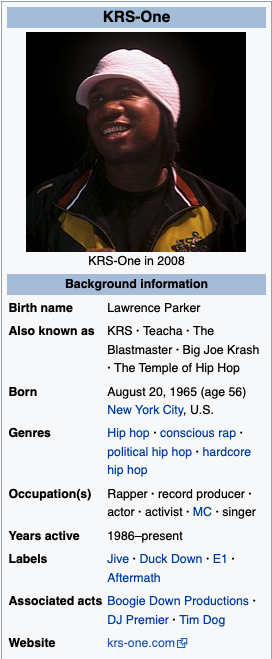 KRS-One
KRS-One in 2008
Background information
Birth name Lawrence Parker
Also known as KRS · Teacha · The
Blastmaster · Big Joe Krash
· The Temple of Hip Hop
Born August 20, 1965 (age 56)
New York City, U.S.
Genres Hip hop · conscious rap ·
political hip hop · hardcore
hip hop
Occupation(s) Rapper · record producer ·
actor · activist · MC · singer
Years active 1986–present
Labels Jive · Duck Down · E1 ·
Aftermath
Associated acts Boogie Down Productions ·
DJ Premier · Tim Dog
Website krs-one.com